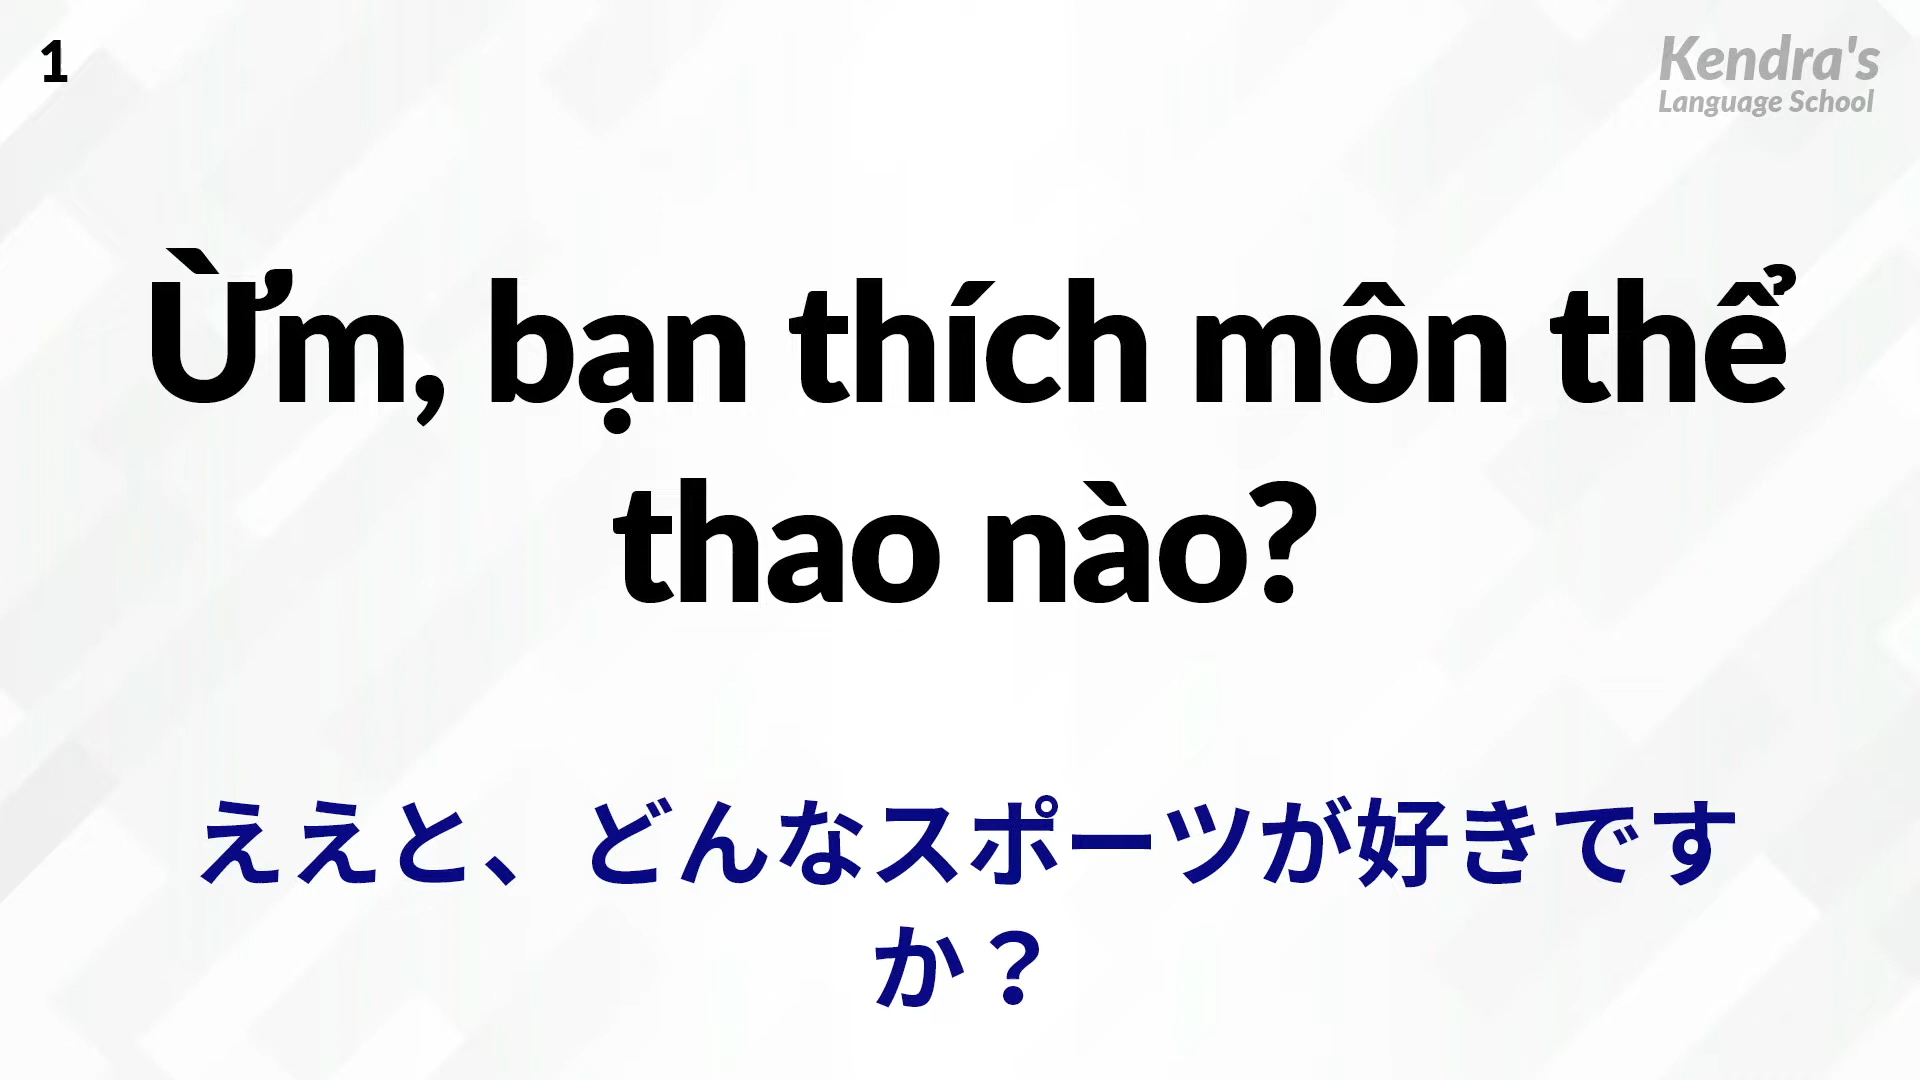 1
Kendra's
Language School
Ừm, bạn thích môn thể
thao nào?
ええと、どんなスポーツが好きです
か？